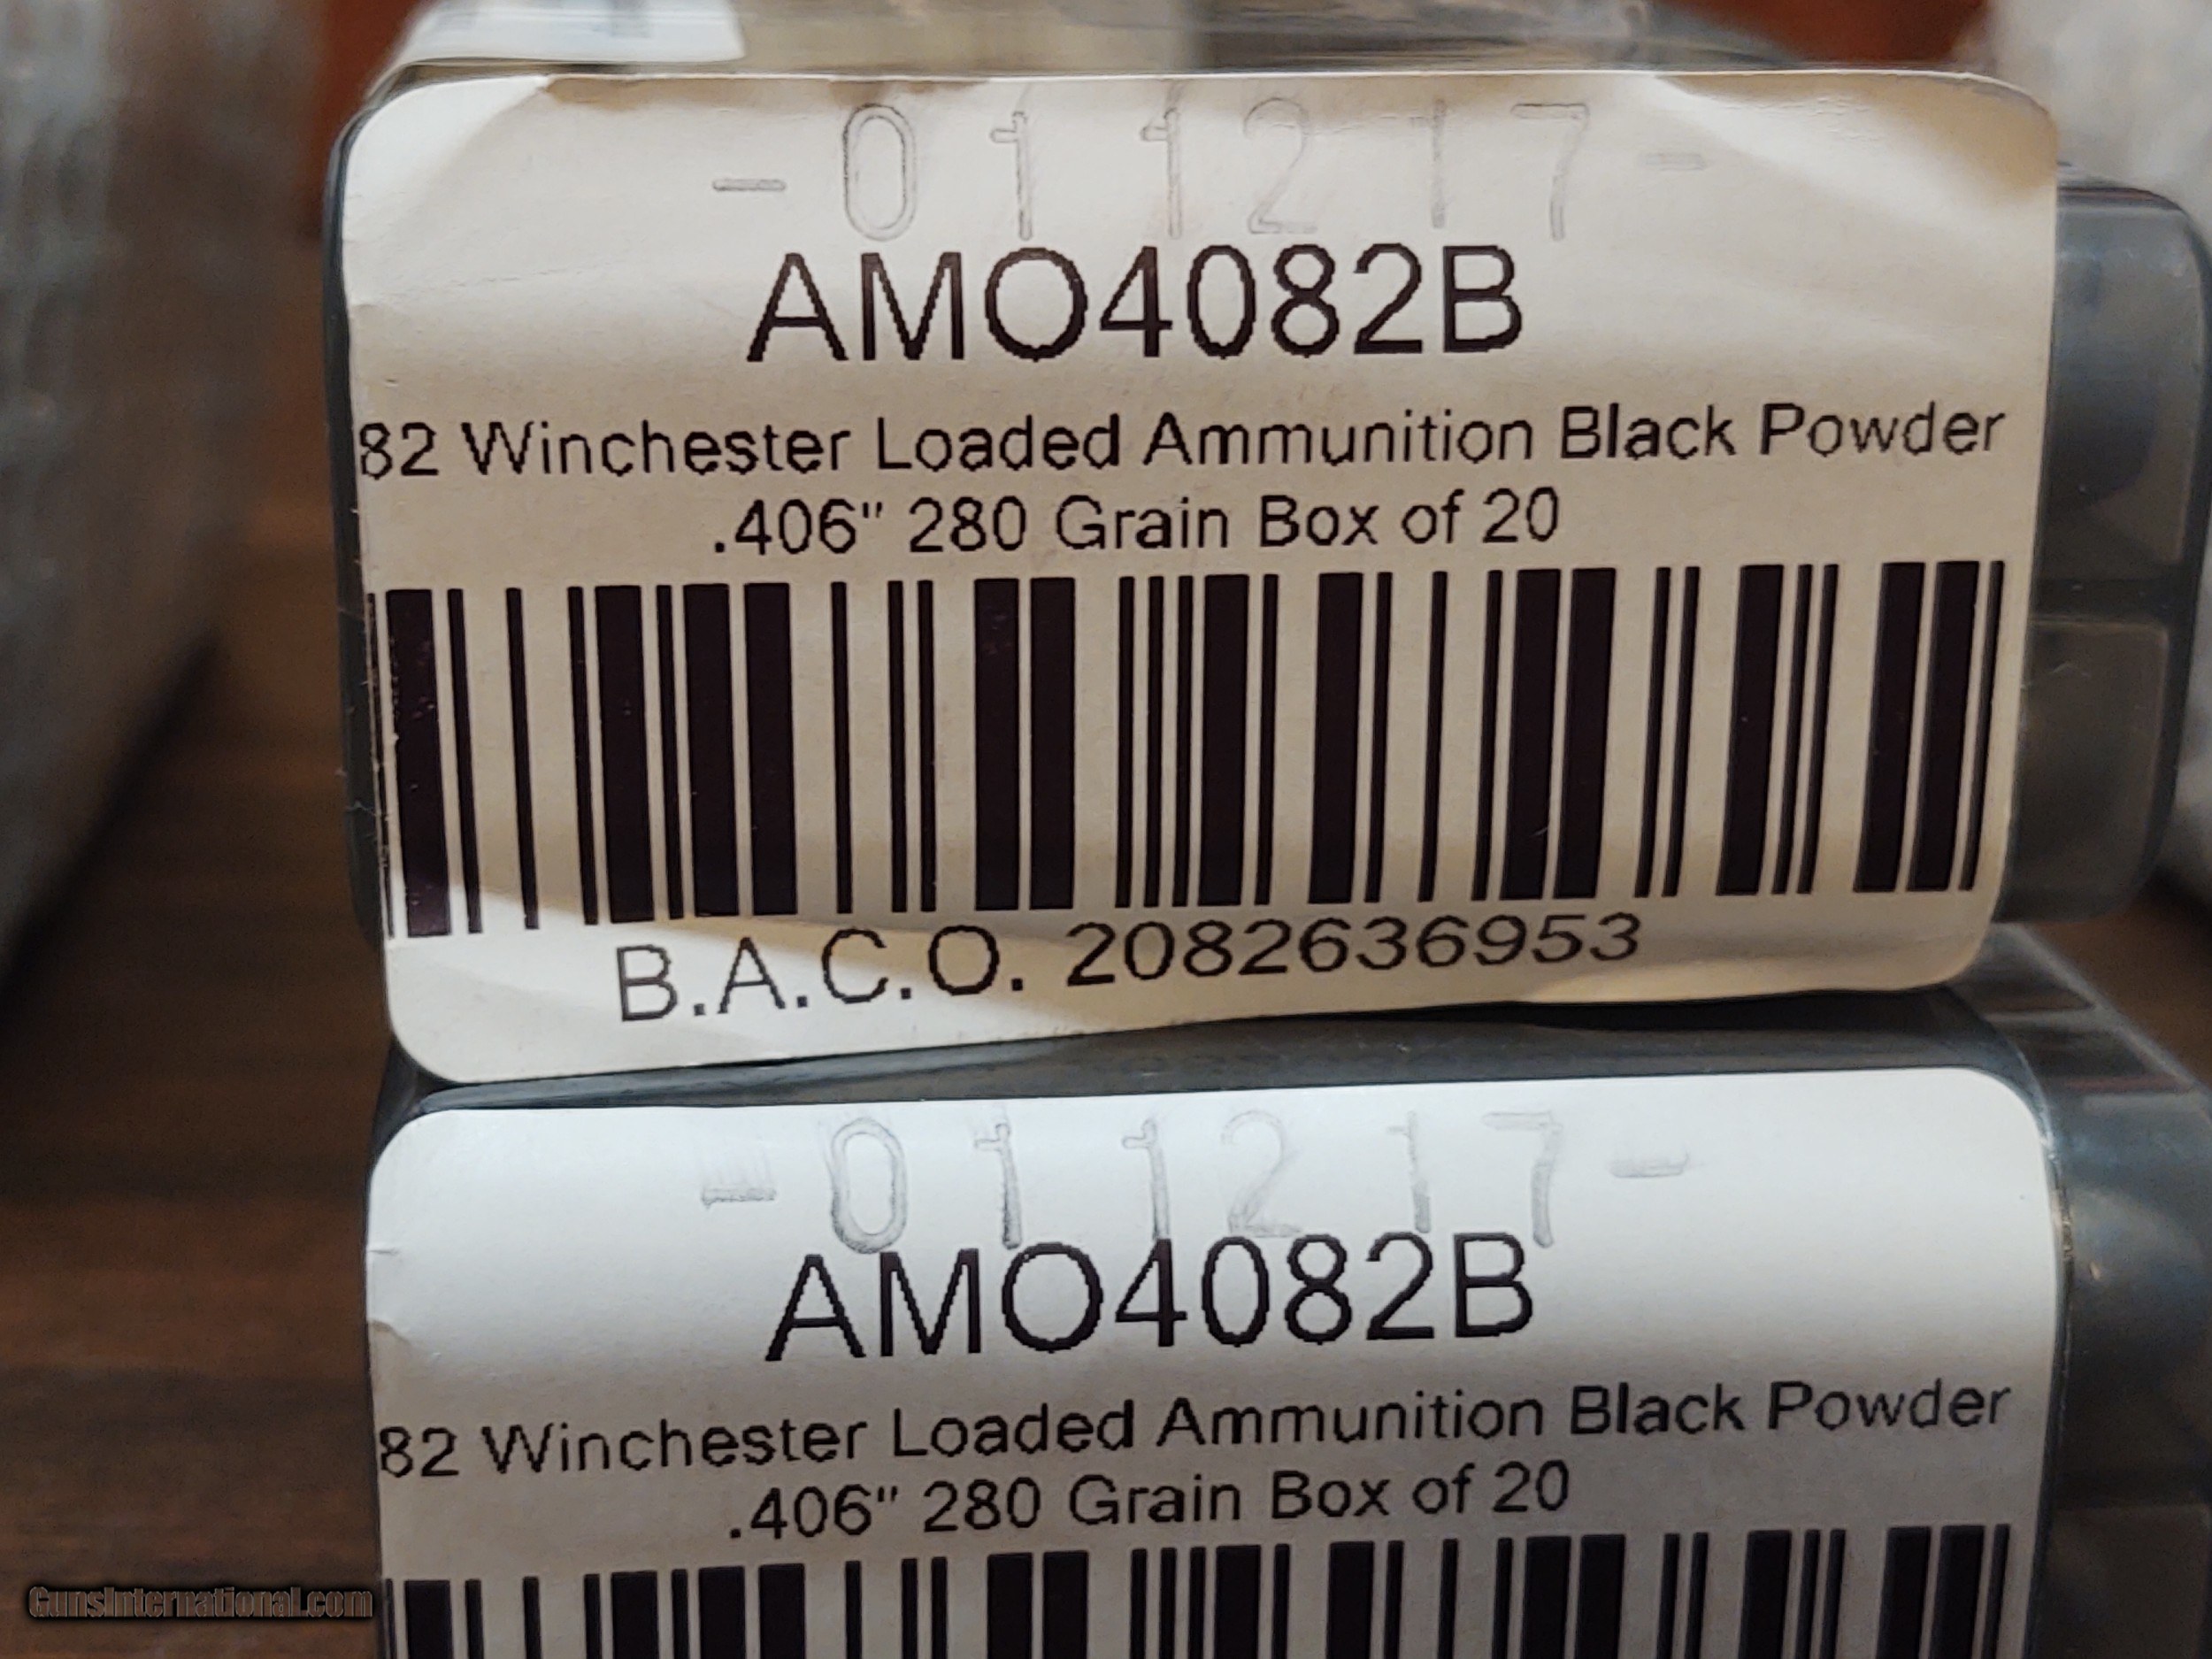 -011217-
AMO4082B
82 Winchester Loaded Ammunition Black Powder
.406" 280 Grain Box of 20
B.A.C.O. 2082636953
-011217-
AMO4082B
82 Winchester Loaded Ammunition Black Powder
.406" 280 Grain Box of 20
GunsInternational.com